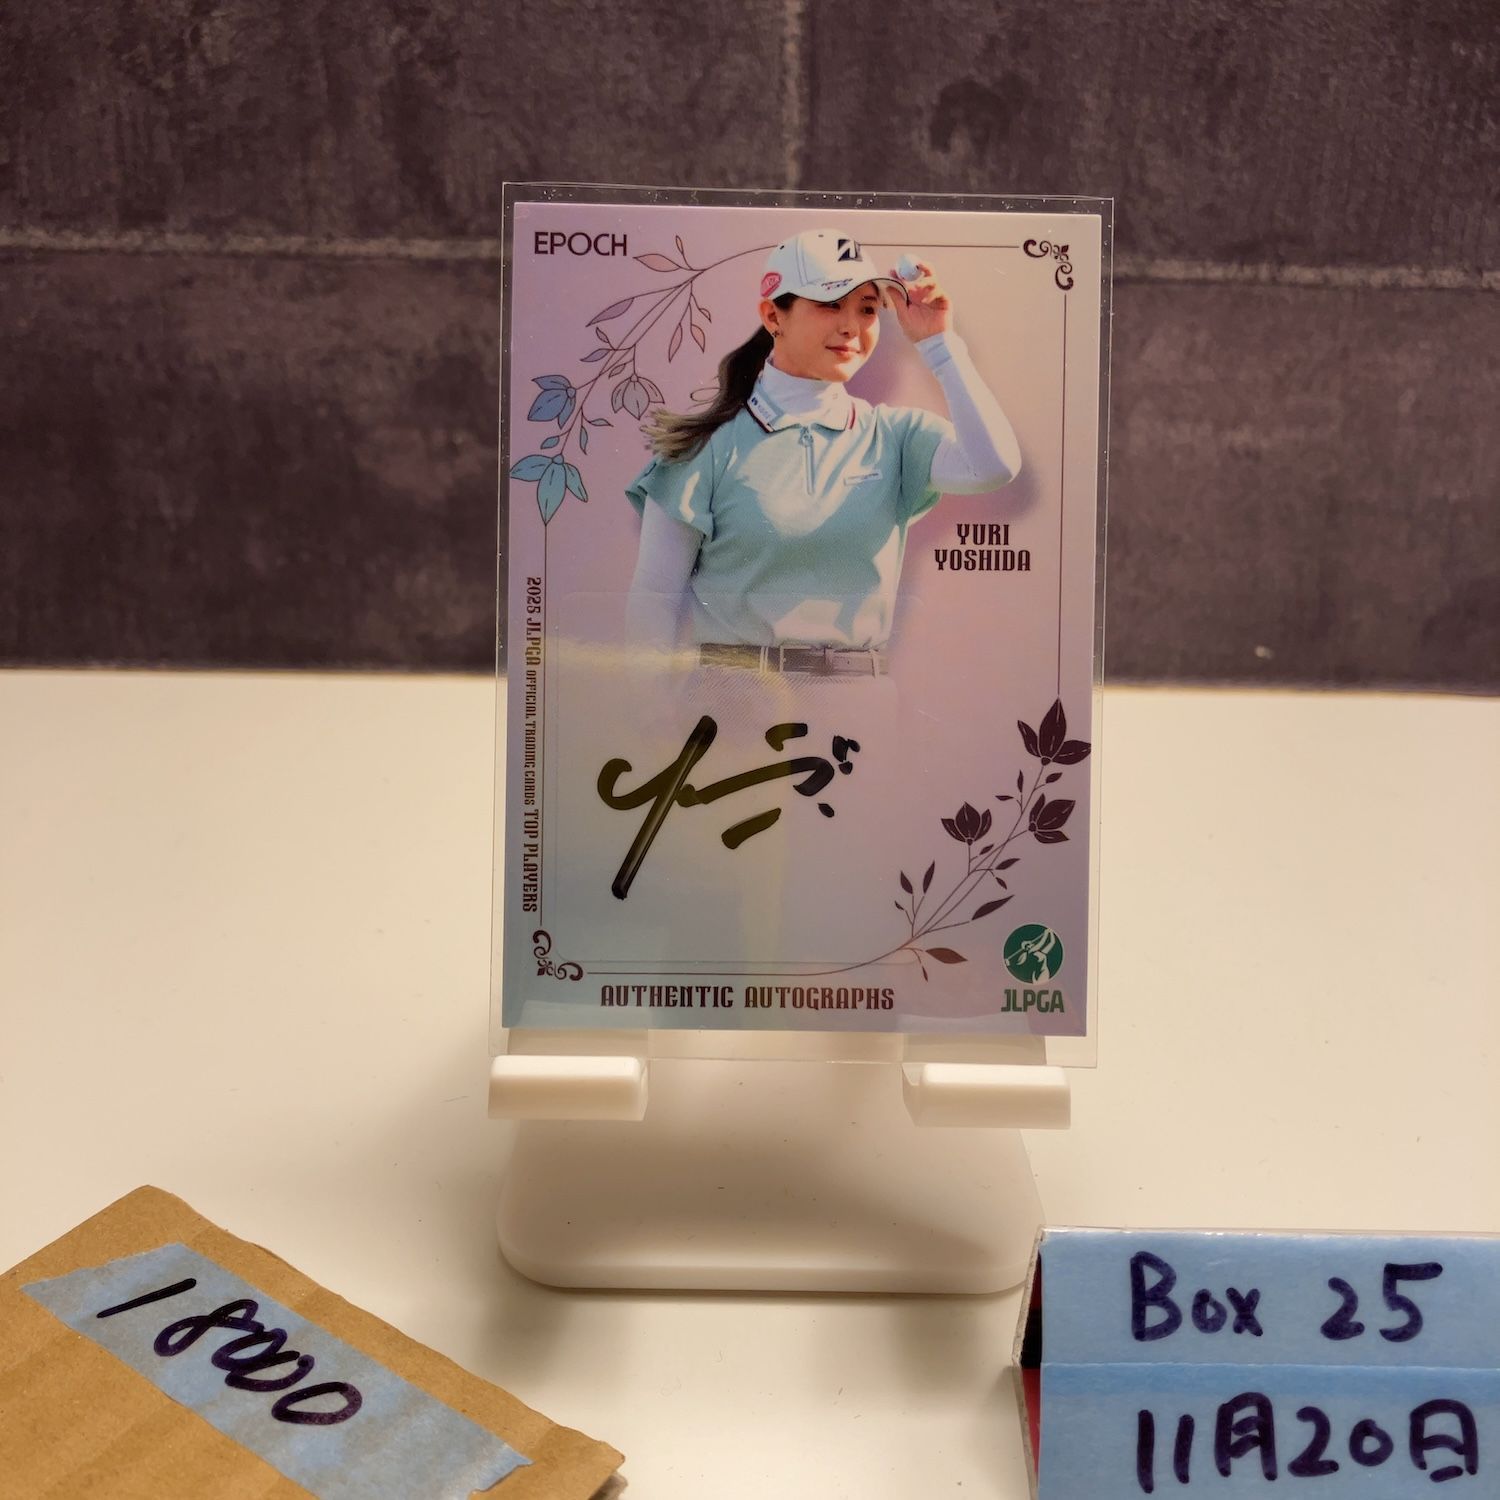 EPOCH
YURI
YOSHIDA
2025 JLPGA OFFICIAL TRADING CARDS TOP PLAYERS
AUTHENTIC AUTOGRAPHS
JLPGA
18000
Box 25
11月20日